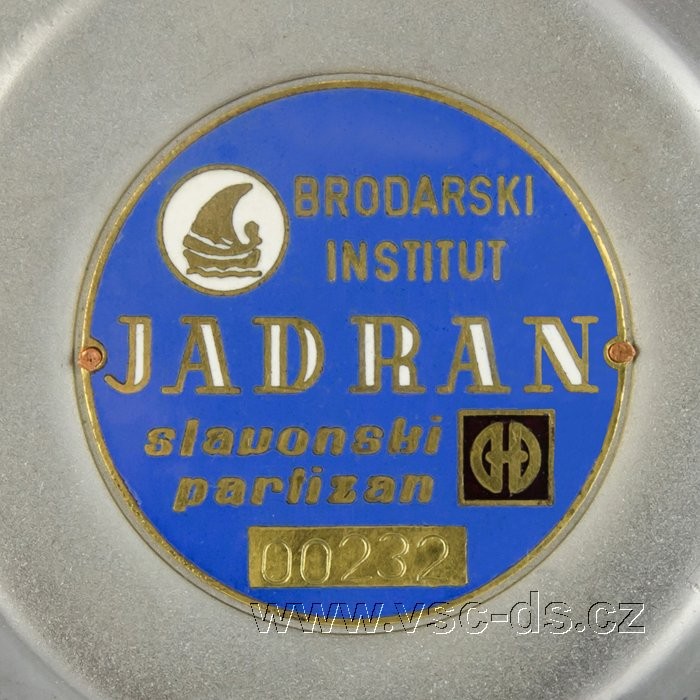 BRODARSKI
INSTITUT
JADRAN
slavonski
partizan
00232
www.vsc-ds.cz